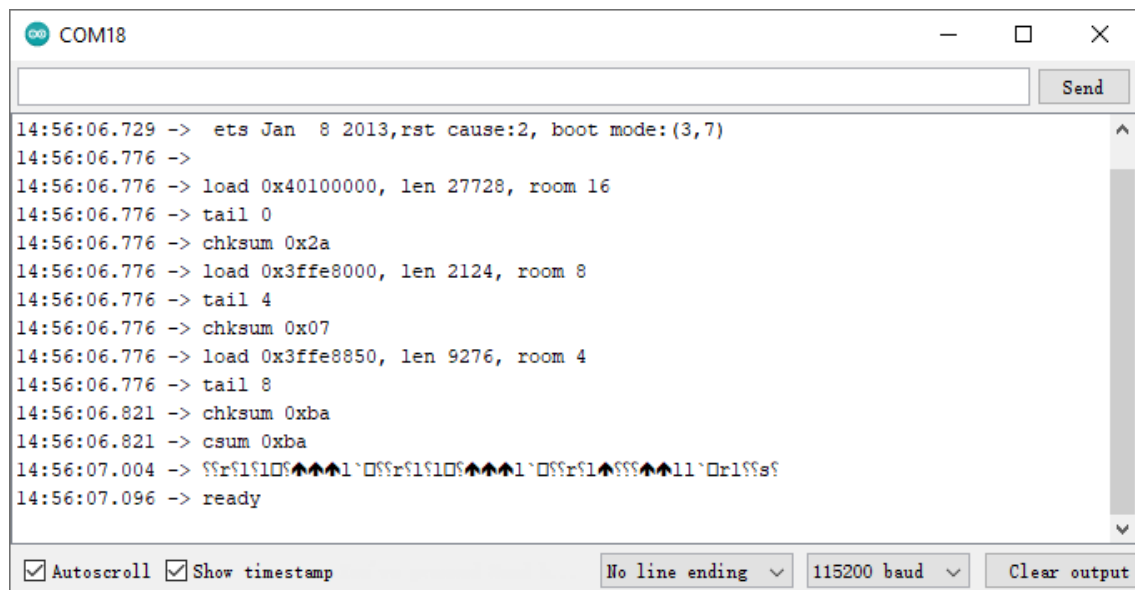 COM18
Send
14:56:06.729 ->  ets Jan  8 2013,rst cause:2, boot mode:(3,7)
14:56:06.776 ->
14:56:06.776 -> load 0x40100000, len 27728, room 16
14:56:06.776 -> tail 0
14:56:06.776 -> chksum 0x2a
14:56:06.776 -> load 0x3ffe8000, len 2124, room 8
14:56:06.776 -> tail 4
14:56:06.776 -> chksum 0x07
14:56:06.776 -> load 0x3ffe8850, len 9276, room 4
14:56:06.776 -> tail 8
14:56:06.821 -> chksum 0xba
14:56:06.821 -> csum 0xba
14:56:07.004 ->
14:56:07.096 -> ready
Autoscroll Show timestamp No line ending 115200 baud Clear output